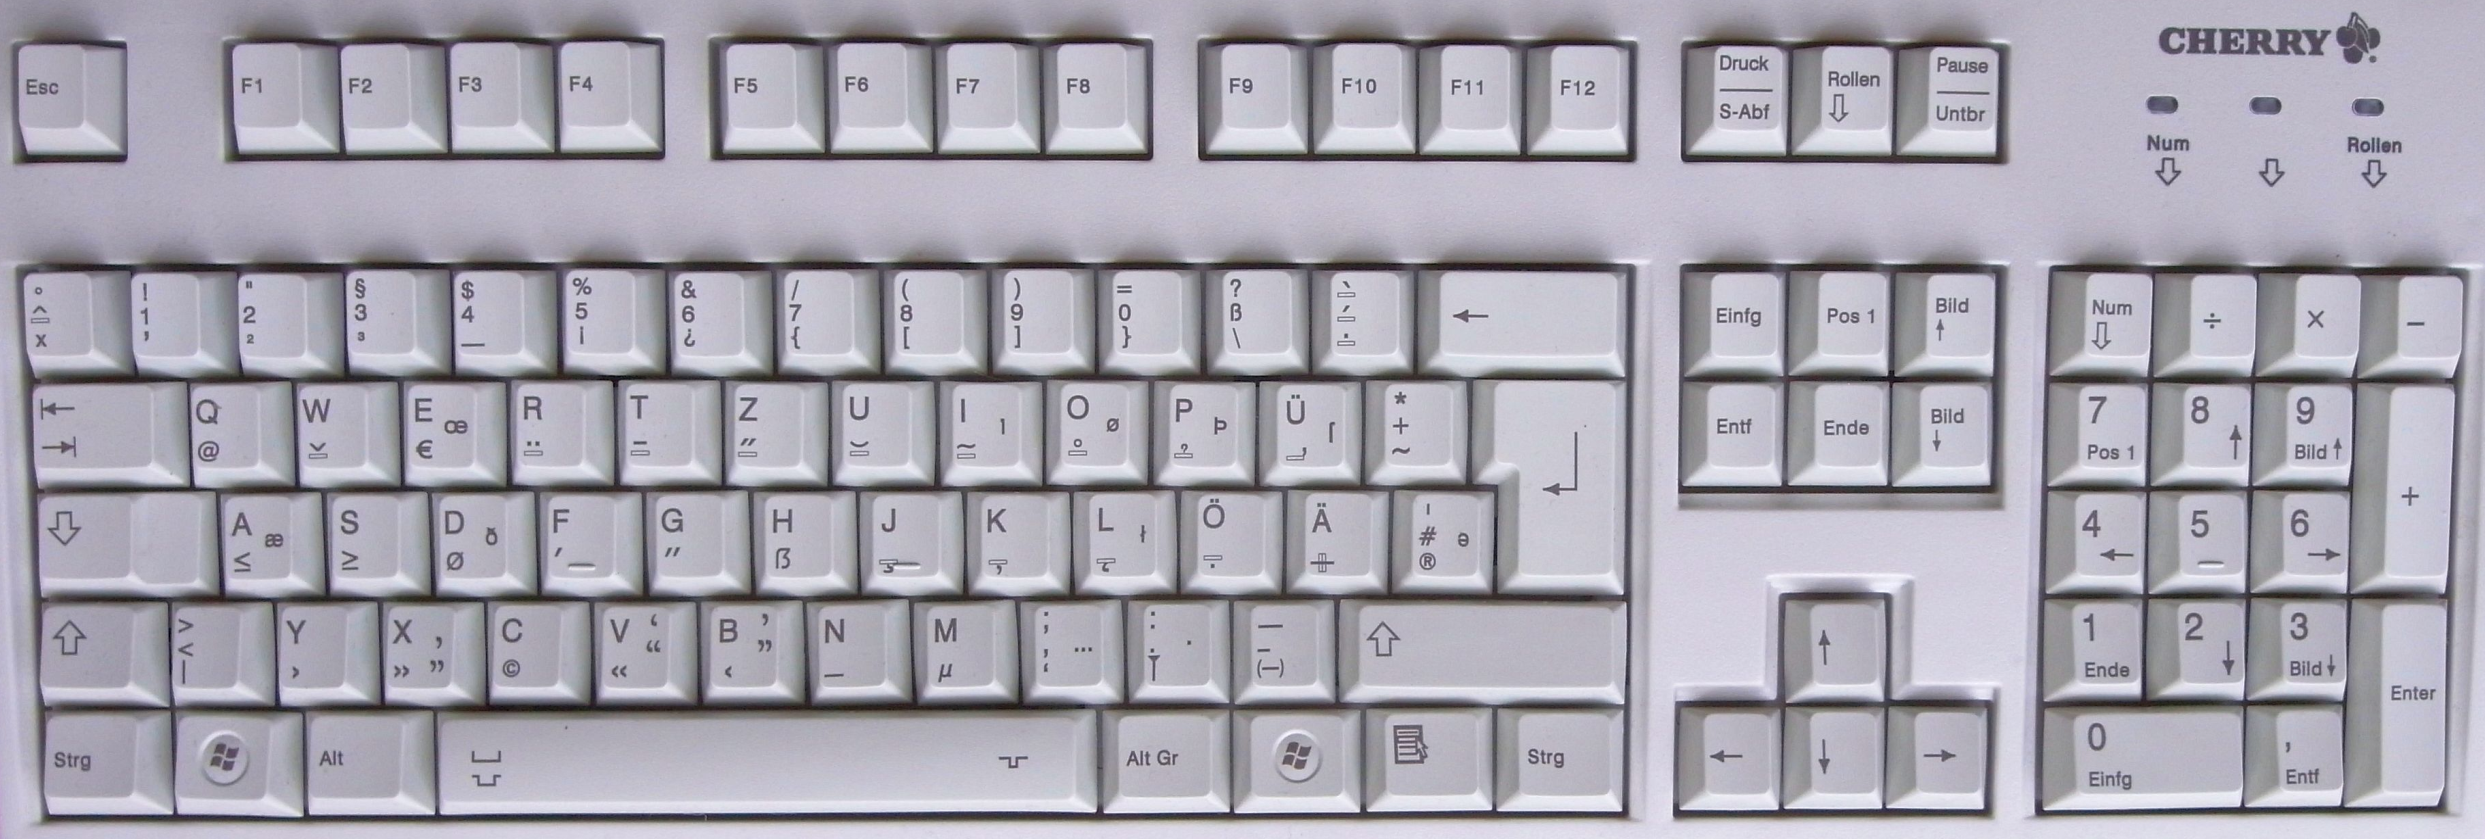 CHERRY
Esc F1 F2 F3 F4 F5 F6 F7 F8 F9 F10 F11 F12 Druck Rollen Pause
S-Abf ⇩ Untbr
Num Rollen
⇩ ⇩ ⇩
° ! " § $ % & / ( ) = ? `
^ 1 2 3 4 5 6 7 8 9 0 ß ´ ←
x ’ ² ³ — ¡ ¿ { [ ] } \ ˙
Einfg Pos 1 Bild ↑ Num ⇩ ÷ × −
⇤ Q W E œ R T Z U I ı O ø P Þ Ü ſ *
+
⇥ @ ˇ € ¨ ¯ ˝ ˘ ~ ° ~
Entf Ende Bild ↓ 7 8 9
Pos 1 ↑ Bild ↑
⇩ A æ S D ð F G H J K L ł Ö Ä '
# ə
≤ ≥ Ø ′ ″ ẞ ®
↵ +
4 5 6
← — →
⇧ > Y X ’ C V ‘ “ B ’ ” N M ; : — ⇧
< , … . · -
| › » ” © « ‹ – µ ‘ (—)
↑ 1 2 3
Ende ↓ Bild ↓
Enter
Strg Alt Alt Gr Strg ← ↓ → 0 ,
Einfg Entf